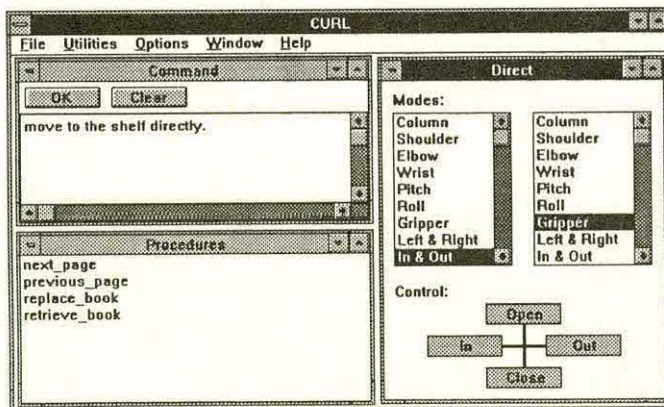 CURL
File Utilities Options Window Help
Command
OK Clear
move to the shelf directly.
Procedures
next_page
previous_page
replace_book
retrieve_book
Direct
Modes:
Column
Shoulder
Elbow
Wrist
Pitch
Roll
Gripper
Left & Right
In & Out
Column
Shoulder
Elbow
Wrist
Pitch
Roll
Gripper
Left & Right
In & Out
Control:
Open
In Out
Close